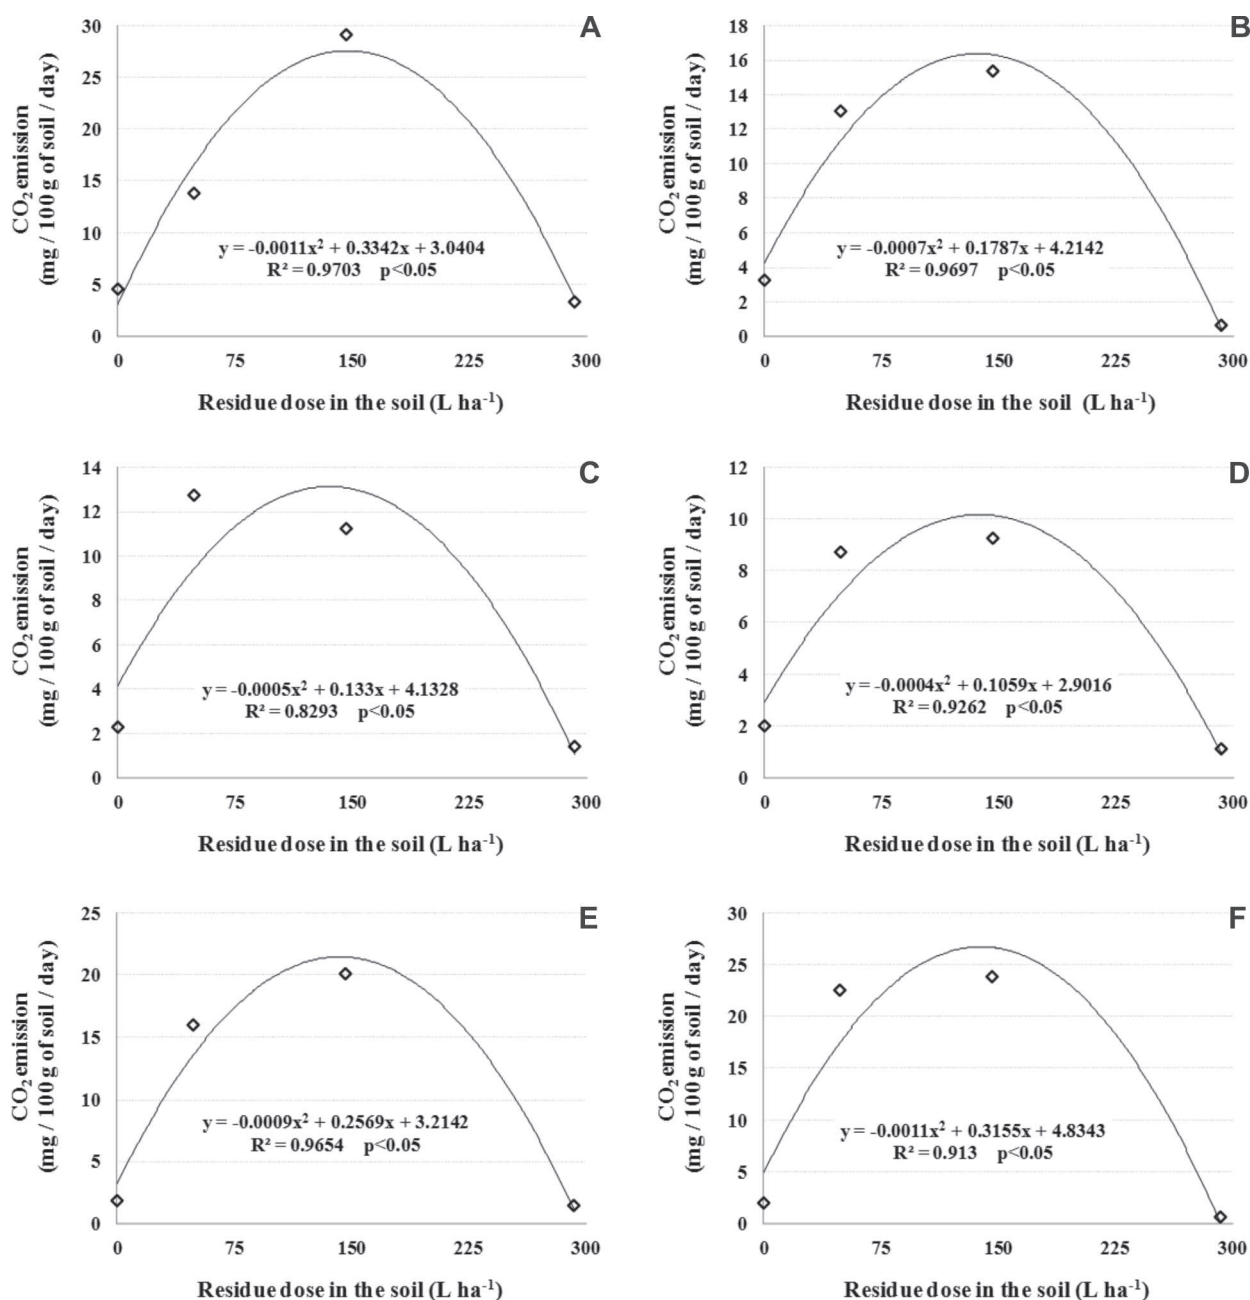 A
30
25
20
15
10
5
0
CO₂ emission
(mg / 100 g of soil / day)
y = -0.0011x² + 0.3342x + 3.0404
R² = 0.9703 p<0.05
0 75 150 225 300
Residue dose in the soil (L ha⁻¹)
B
18
16
14
12
10
8
6
4
2
0
CO₂ emission
(mg / 100 g of soil / day)
y = -0.0007x² + 0.1787x + 4.2142
R² = 0.9697 p<0.05
0 75 150 225 300
Residue dose in the soil (L ha⁻¹)
C
14
12
10
8
6
4
2
0
CO₂ emission
(mg / 100 g of soil / day)
y = -0.0005x² + 0.133x + 4.1328
R² = 0.8293 p<0.05
0 75 150 225 300
Residue dose in the soil (L ha⁻¹)
D
12
10
8
6
4
2
0
CO₂ emission
(mg / 100 g of soil / day)
y = -0.0004x² + 0.1059x + 2.9016
R² = 0.9262 p<0.05
0 75 150 225 300
Residue dose in the soil (L ha⁻¹)
E
25
20
15
10
5
0
CO₂ emission
(mg / 100 g of soil / day)
y = -0.0009x² + 0.2569x + 3.2142
R² = 0.9654 p<0.05
0 75 150 225 300
Residue dose in the soil (L ha⁻¹)
F
30
25
20
15
10
5
0
CO₂ emission
(mg / 100 g of soil / day)
y = -0.0011x² + 0.3155x + 4.8343
R² = 0.913 p<0.05
0 75 150 225 300
Residue dose in the soil (L ha⁻¹)